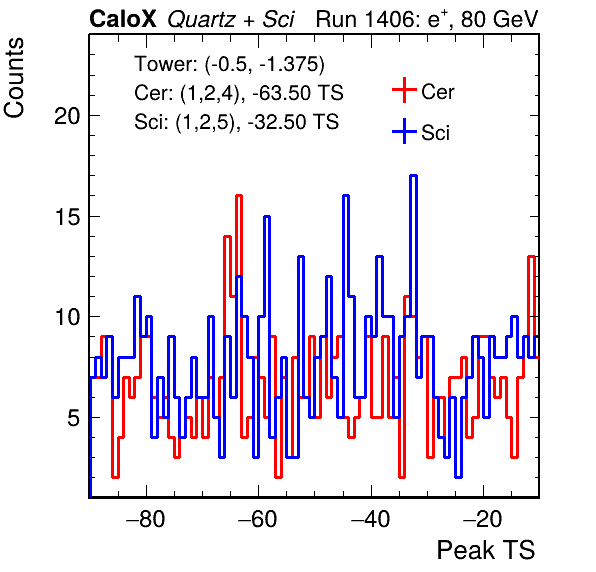 CaloX Quartz + Sci Run 1406: e⁺, 80 GeV
Tower: (-0.5, -1.375)
Cer: (1,2,4), -63.50 TS
Sci: (1,2,5), -32.50 TS
Cer
Sci
Counts
20
15
10
5
−80 −60 −40 −20
Peak TS